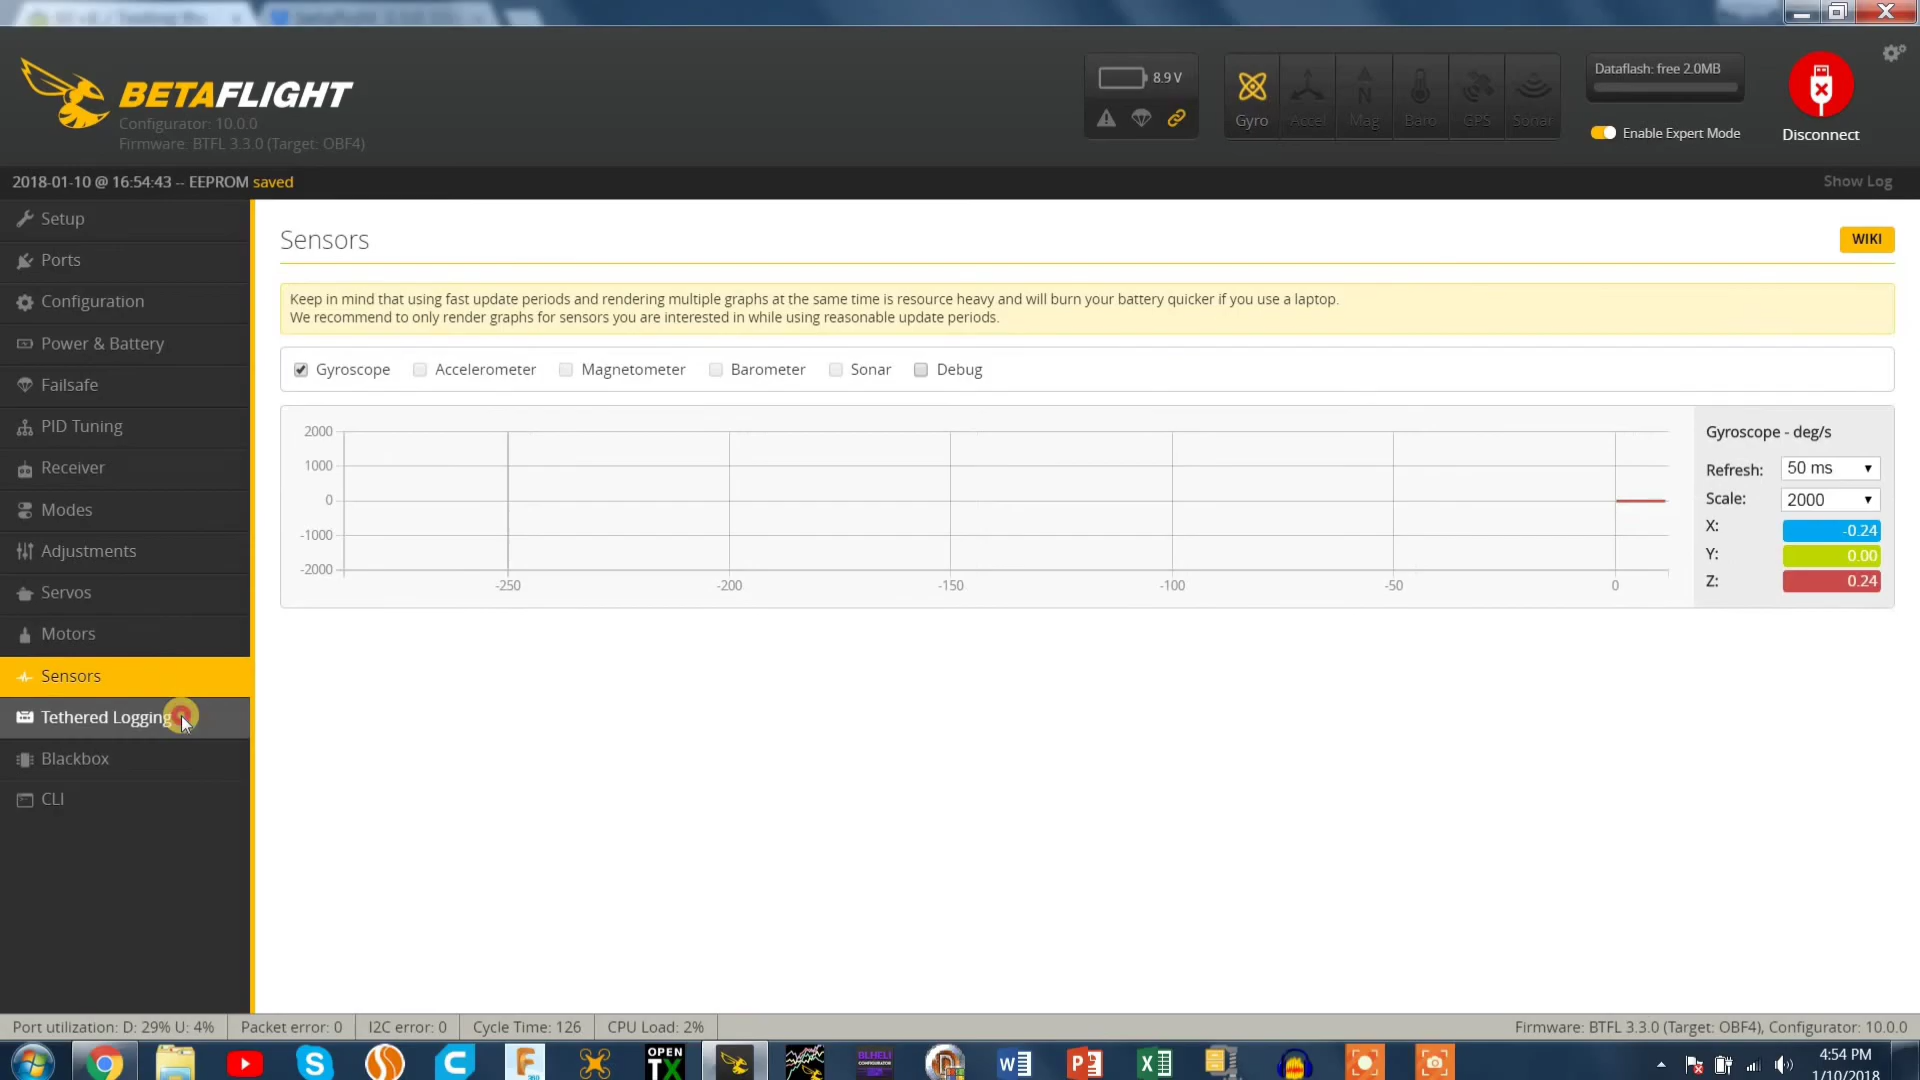 BETAFLIGHT
Configurator: 10.0.0
Firmware: BTFL 3.3.0 (Target: OBF4)
8.9 V
Gyro
Accel
Mag
Baro
GPS
Sonar
Dataflash: free 2.0MB
Enable Expert Mode
Disconnect
2018-01-10 @ 16:54:43 -- EEPROM saved
Show Log
Setup
Ports
Configuration
Power & Battery
Failsafe
PID Tuning
Receiver
Modes
Adjustments
Servos
Motors
Sensors
Tethered Logging
Blackbox
CLI
Sensors
WIKI
Keep in mind that using fast update periods and rendering multiple graphs at the same time is resource heavy and will burn your battery quicker if you use a laptop.
We recommend to only render graphs for sensors you are interested in while using reasonable update periods.
Gyroscope Accelerometer Magnetometer Barometer Sonar Debug
2000
1000
0
-1000
-2000
-250 -200 -150 -100 -50 0
Gyroscope - deg/s
Refresh: 50 ms
Scale: 2000
X: -0.24
Y: 0.00
Z: 0.24
Port utilization: D: 29% U: 4% Packet error: 0 I2C error: 0 Cycle Time: 126 CPU Load: 2%
Firmware: BTFL 3.3.0 (Target: OBF4), Configurator: 10.0.0
OPEN
TX
BLHELI
CONFIGURATOR
4:54 PM
1/10/2018